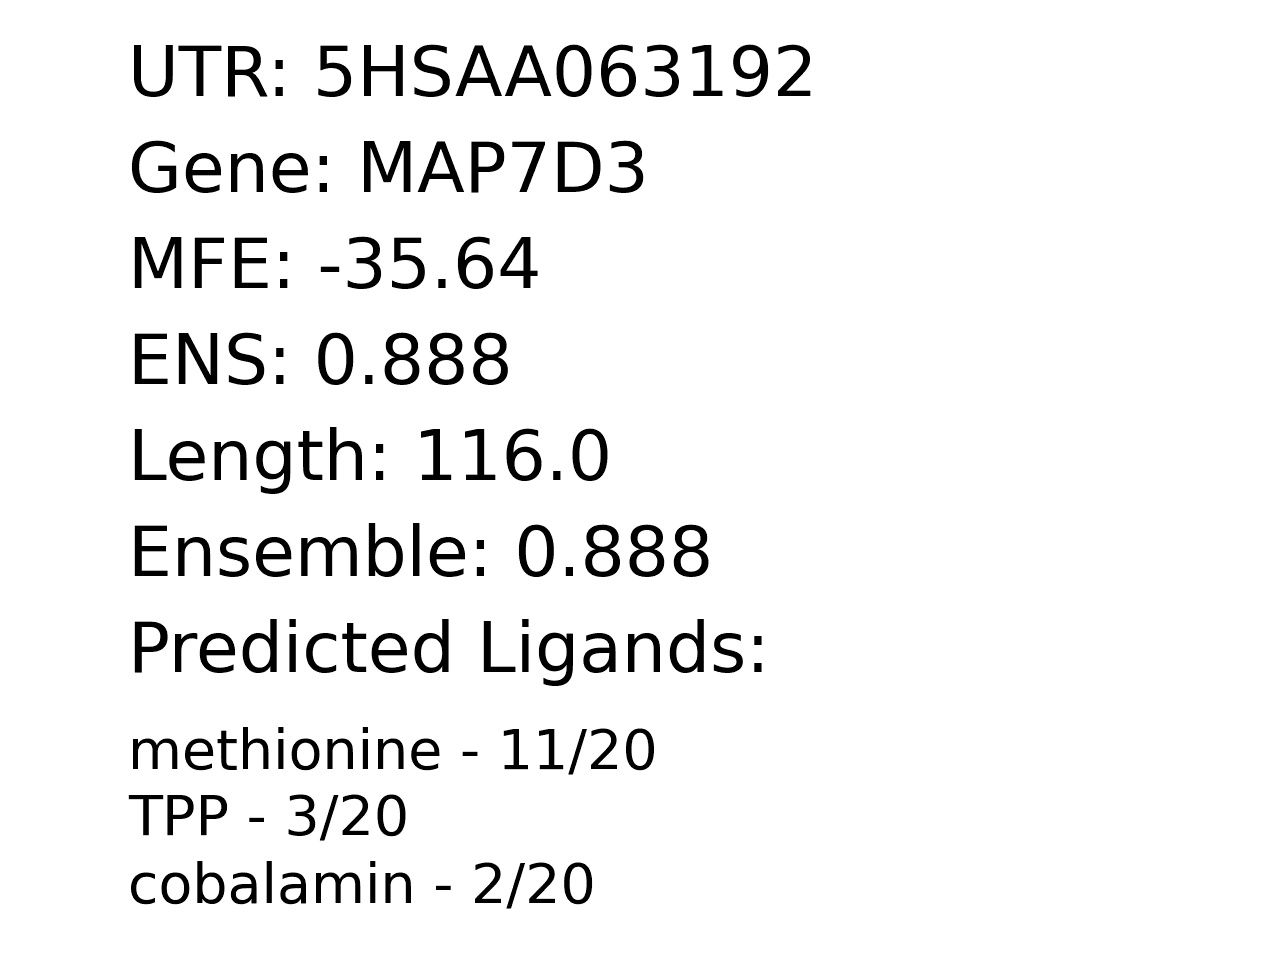 UTR: 5HSAA063192
Gene: MAP7D3
MFE: -35.64
ENS: 0.888
Length: 116.0
Ensemble: 0.888
Predicted Ligands:
methionine - 11/20
TPP - 3/20
cobalamin - 2/20